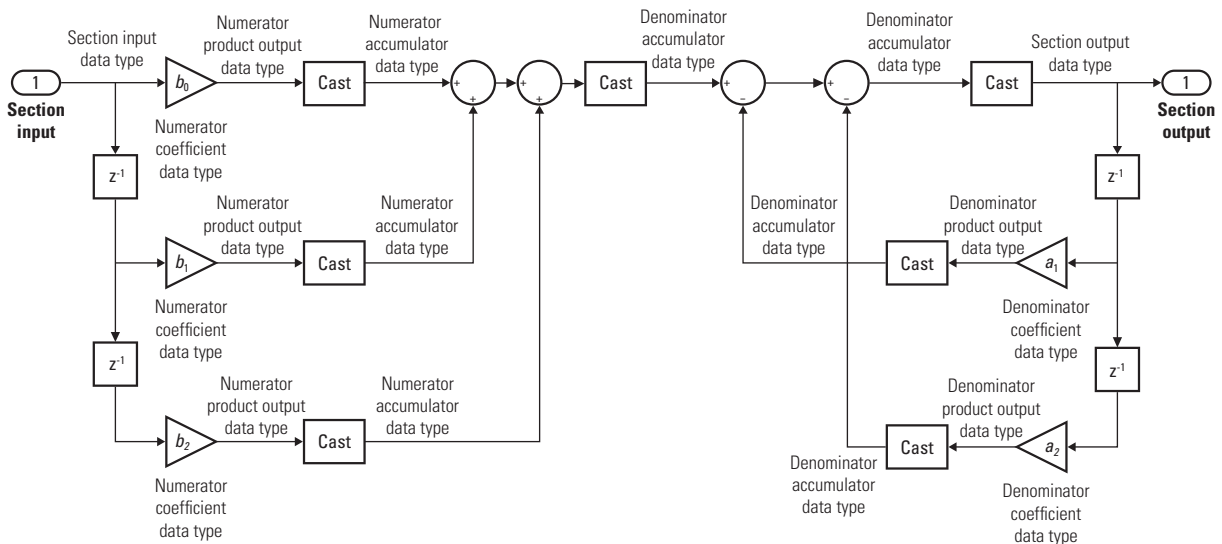 Section input
data type
Numerator
product output
data type
Numerator
accumulator
data type
Denominator
accumulator
data type
Denominator
accumulator
data type
Section output
data type
1
Section
input
b0
Cast
+
+
+
+
Cast
+
−
+
−
Cast
1
Section
output
Numerator
coefficient
data type
z-1
z-1
Numerator
product output
data type
Numerator
accumulator
data type
Denominator
accumulator
data type
Denominator
product output
data type
b1
Cast
Cast
a1
Numerator
coefficient
data type
Denominator
coefficient
data type
z-1
z-1
Numerator
product output
data type
Numerator
accumulator
data type
Denominator
product output
data type
b2
Cast
Cast
a2
Numerator
coefficient
data type
Denominator
accumulator
data type
Denominator
coefficient
data type